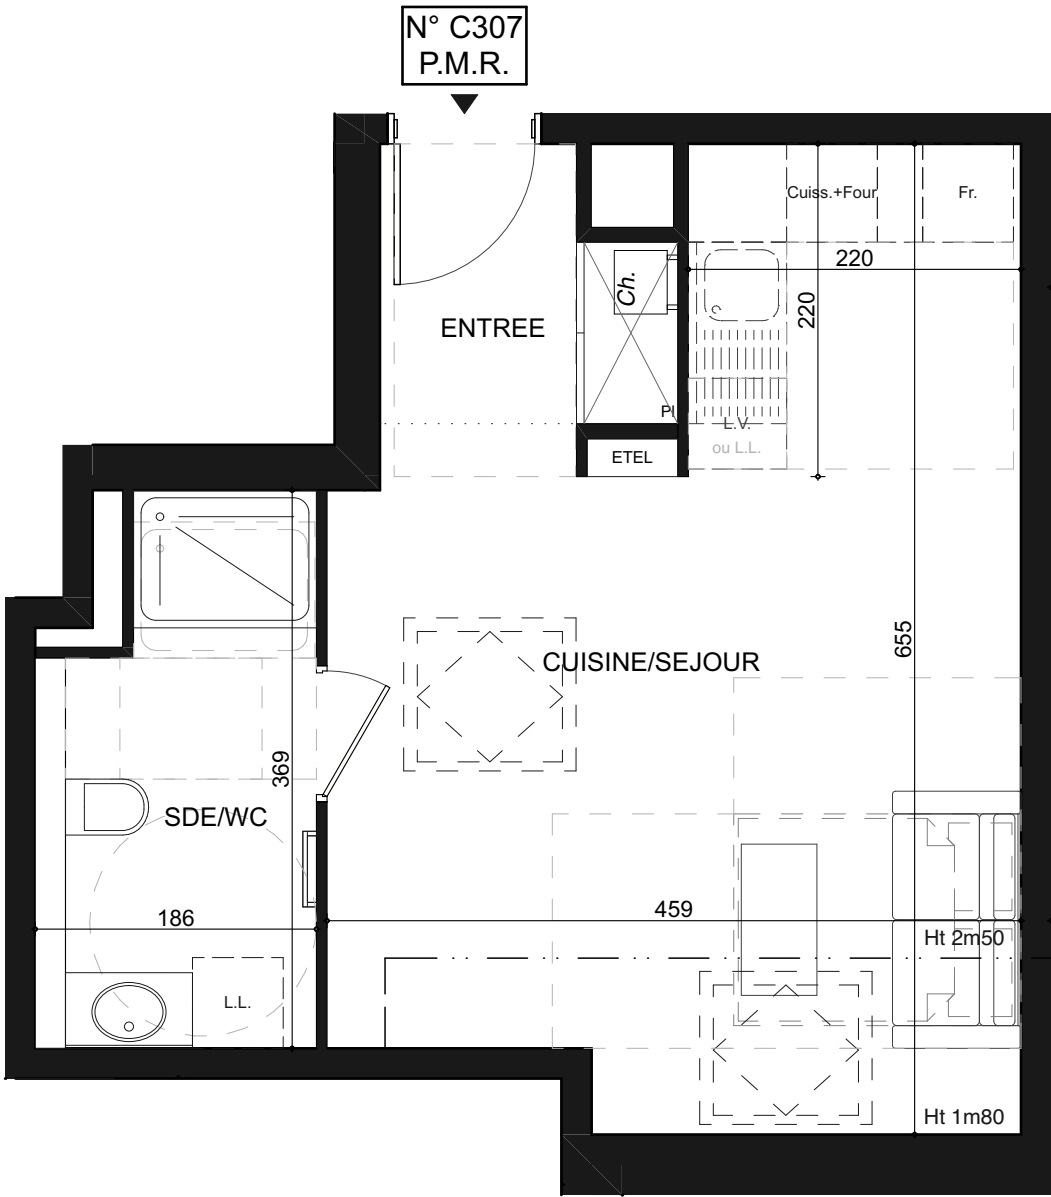 N° C307
P.M.R.
Cuiss.+Four
Fr.
220
Ch.
220
ENTREE
Pl
L.V.
ou L.L.
ETEL
655
CUISINE/SEJOUR
369
SDE/WC
186
459
Ht 2m50
L.L.
Ht 1m80